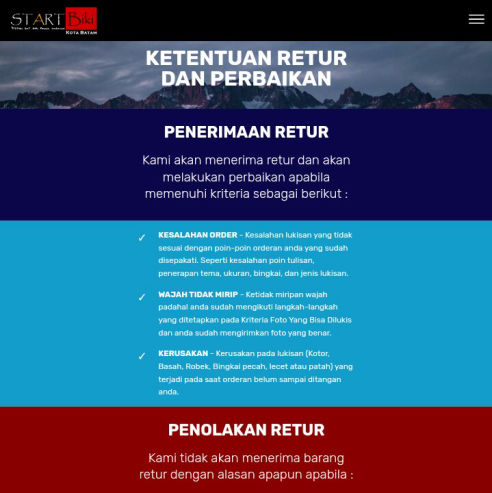 START Biki
KOTA BATAM
KETENTUAN RETUR
DAN PERBAIKAN
PENERIMAAN RETUR
Kami akan menerima retur dan akan
melakukan perbaikan apabila
memenuhi kriteria sebagai berikut :
✓ KESALAHAN ORDER – Kesalahan lukisan yang tidak
sesuai dengan poin-poin orderan anda yang sudah
disepakati. Seperti kesalahan poin tulisan,
penerapan tema, ukuran, bingkai, dan jenis lukisan.
✓ WAJAH TIDAK MIRIP – Ketidak miripan wajah
padahal anda sudah mengikuti langkah-langkah
yang ditetapkan pada Kriteria Foto Yang Bisa Dilukis
dan anda sudah mengirimkan foto yang benar.
✓ KERUSAKAN – Kerusakan pada lukisan (Kotor,
Basah, Robek, Bingkai pecah, lecet atau patah) yang
terjadi pada saat orderan belum sampai ditangan
anda.
PENOLAKAN RETUR
Kami tidak akan menerima barang
retur dengan alasan apapun apabila :